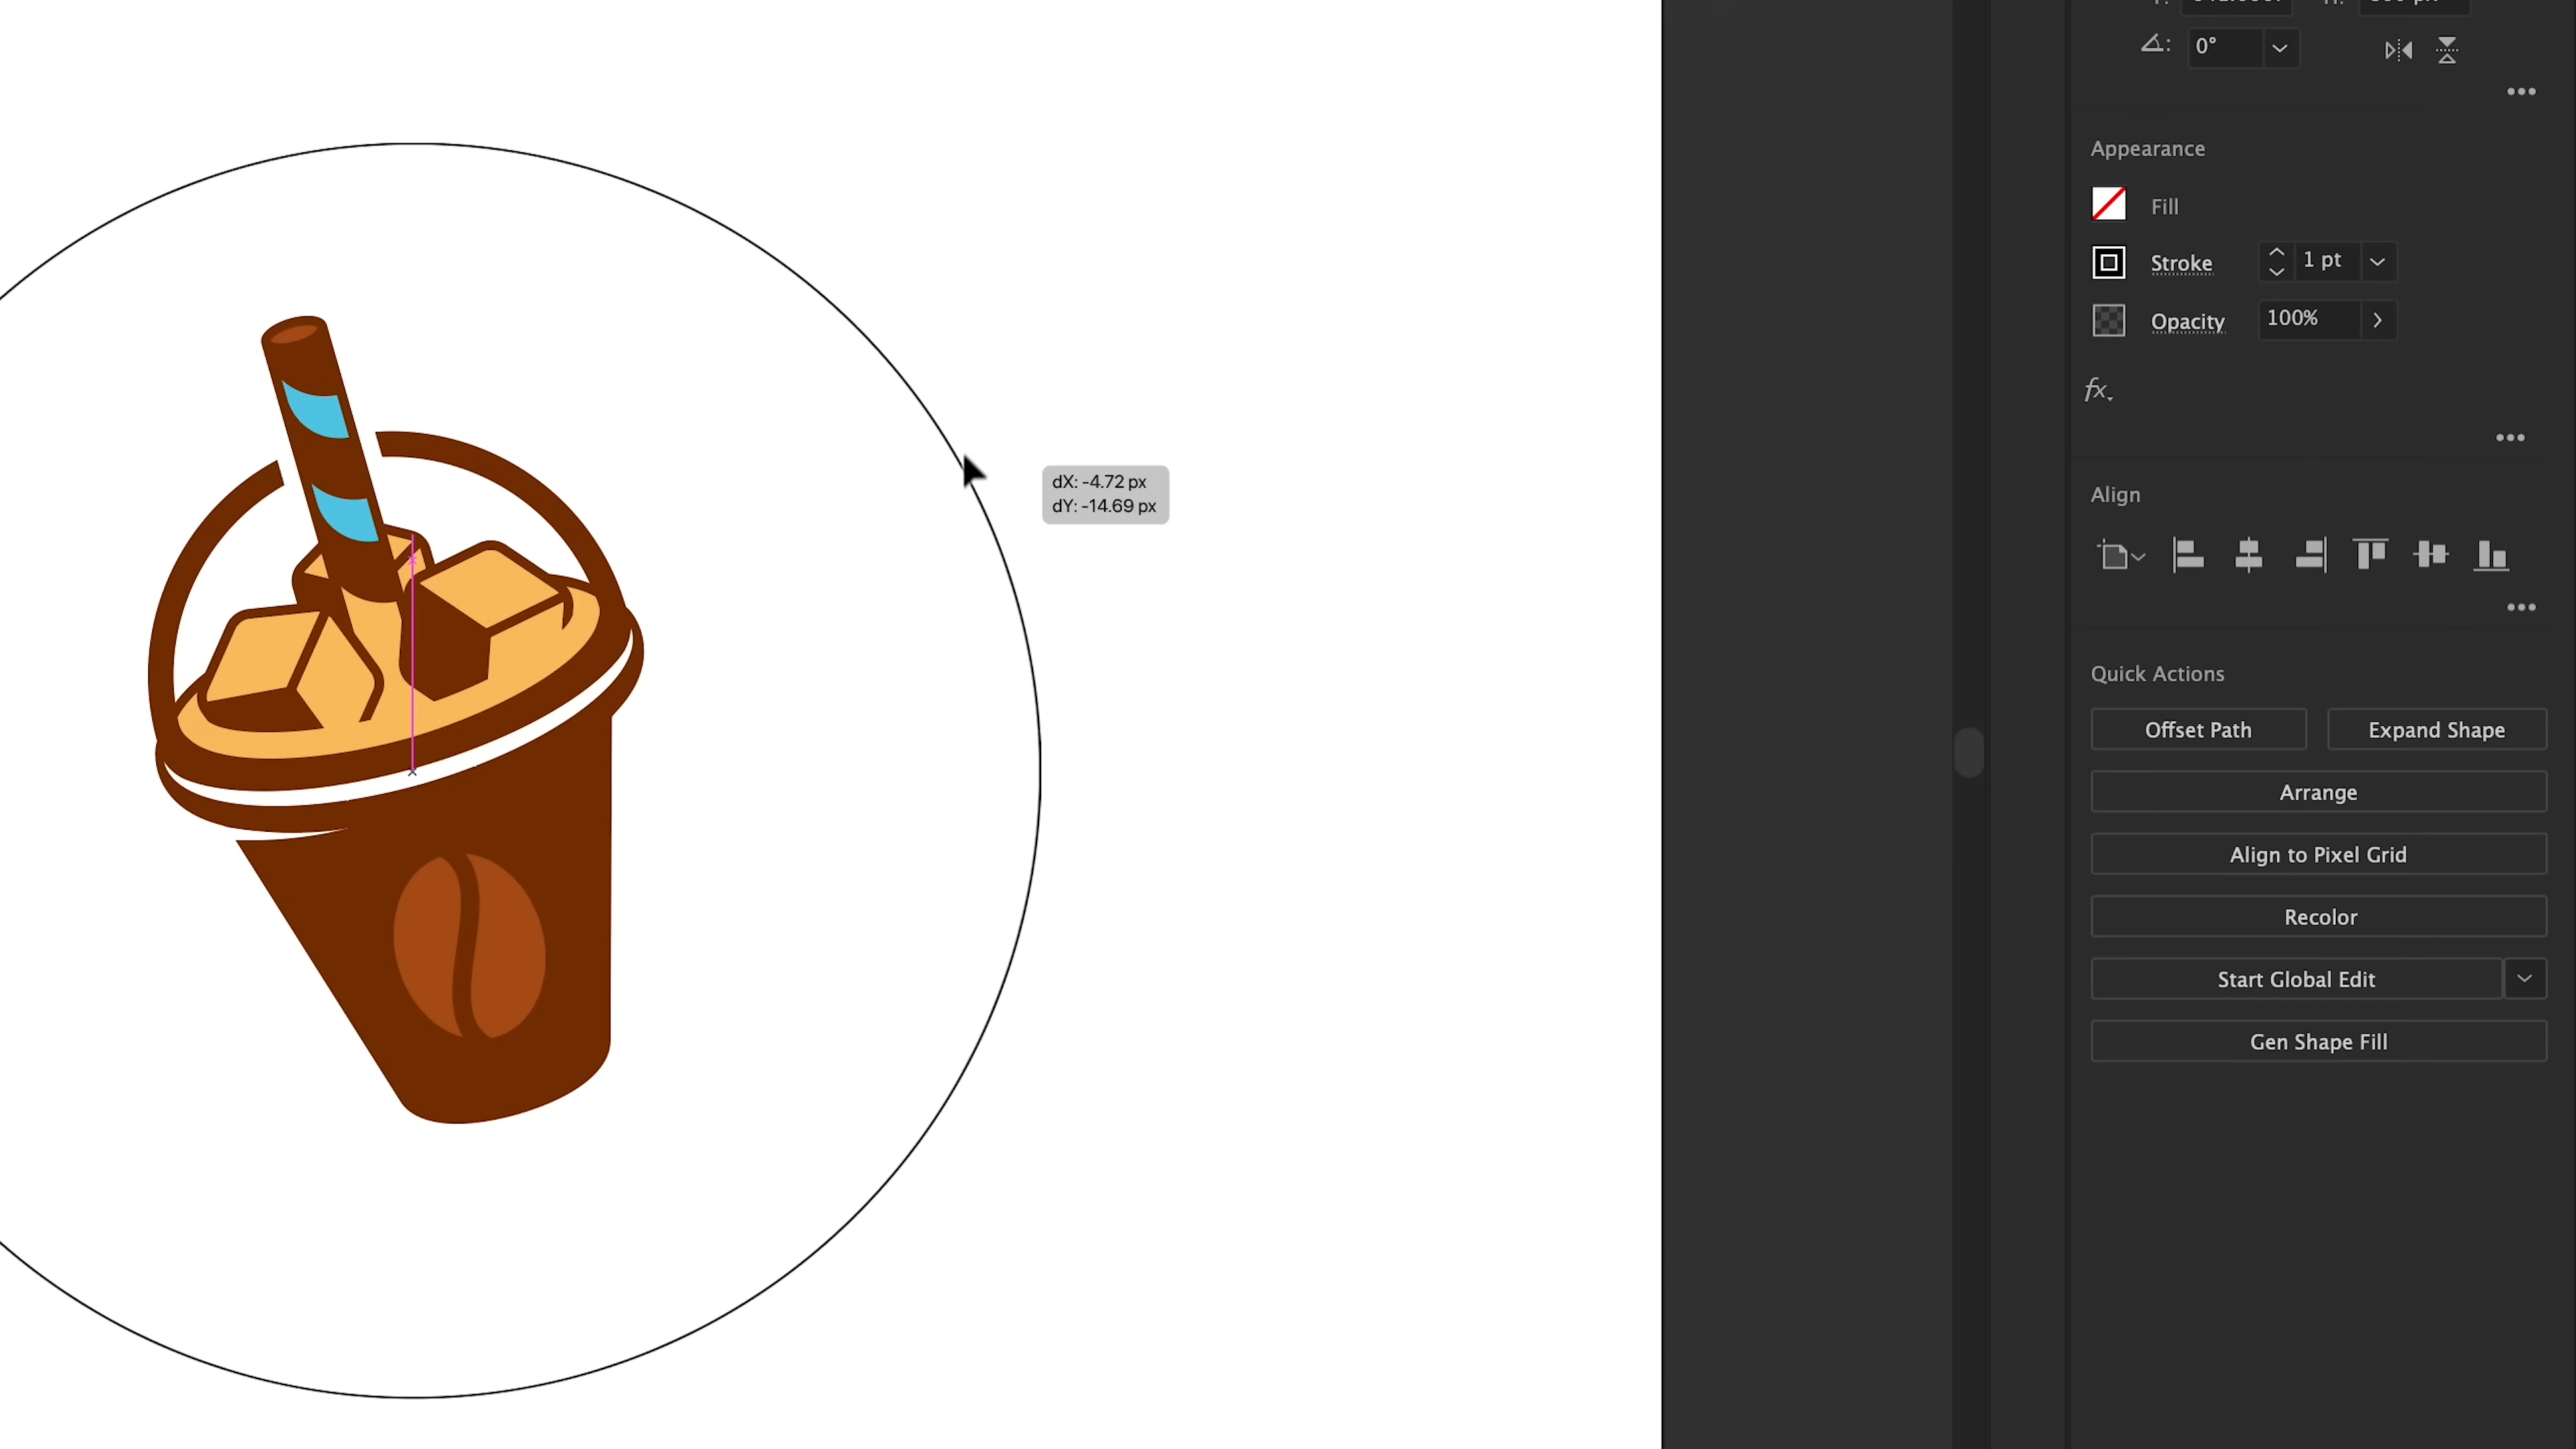 0°
Appearance
Fill
Stroke
1 pt
Opacity
100%
fx.
dX: -4.72 px
dY: -14.69 px
Align
Quick Actions
Offset Path
Expand Shape
Arrange
Align to Pixel Grid
Recolor
Start Global Edit
Gen Shape Fill